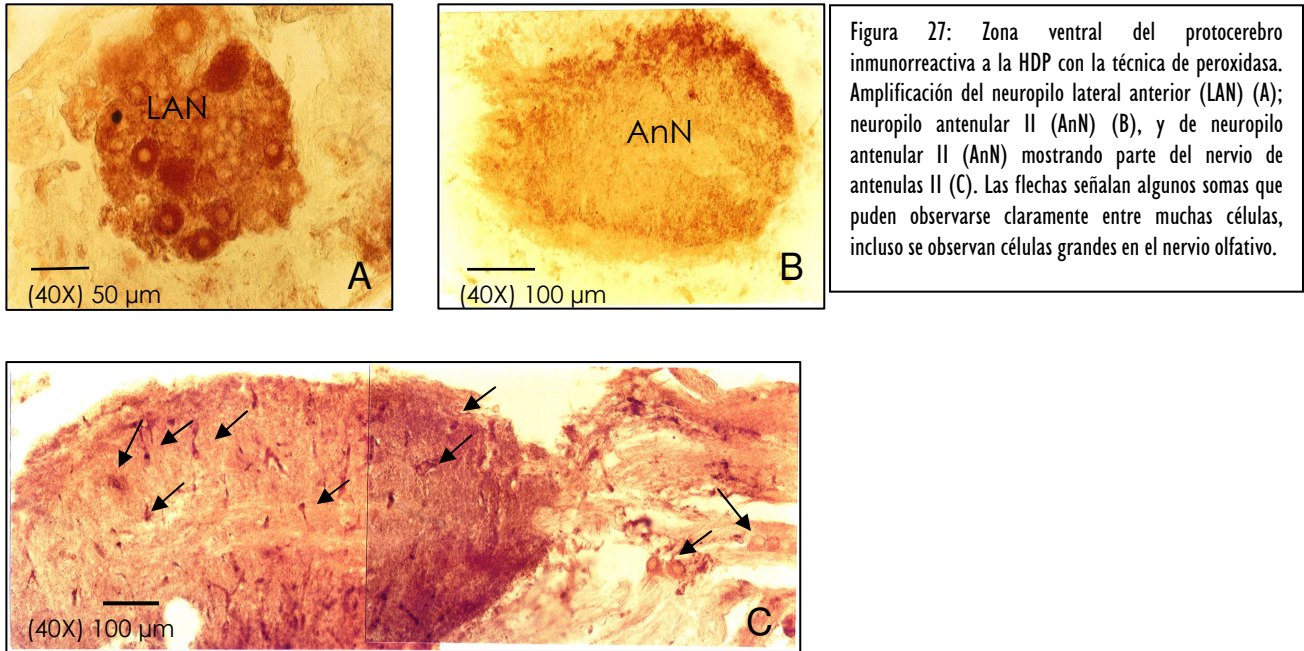 LAN
A
(40X) 50 µm
AnN
B
(40X) 100 µm
Figura 27: Zona ventral del protocerebro
inmunorreactiva a la HDP con la técnica de peroxidasa.
Amplificación del neuropilo lateral anterior (LAN) (A);
neuropilo antenular II (AnN) (B), y de neuropilo
antenular II (AnN) mostrando parte del nervio de
antenulas II (C). Las flechas señalan algunos somas que
puden observarse claramente entre muchas células,
incluso se observan células grandes en el nervio olfativo.
(40X) 100 µm
C